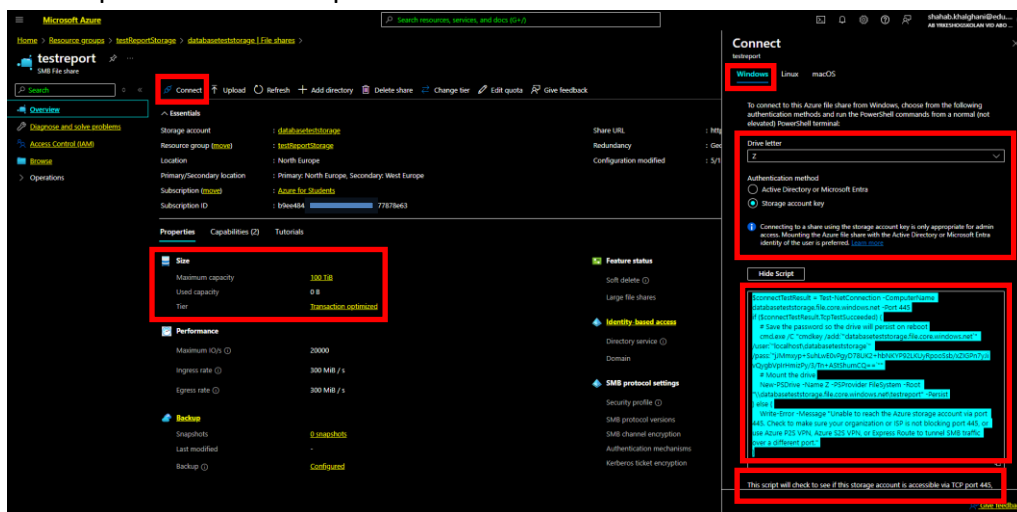 Microsoft Azure
Search resources, services, and docs (G+/)
Home > Resource groups > testReportStorage > databaseteststorage | File shares >
testreport
SMB File share
Search
Overview
Diagnose and solve problems
Access Control (IAM)
Browse
Operations
Connect Upload Refresh Add directory Delete share Change tier Edit quota Give feedback
Essentials
Storage account : databaseteststorage
Resource group (move) : testReportStorage
Location : North Europe
Primary/Secondary location : Primary: North Europe, Secondary: West Europe
Subscription (move) : Azure for Students
Subscription ID : b9ee484 77878e63
Share URL : http
Redundancy : Geo
Configuration modified : 5/1
Properties Capabilities (2) Tutorials
Size
Maximum capacity 100 TiB
Used capacity 0 B
Tier Transaction optimized
Performance
Maximum IO/s 20000
Ingress rate 300 MiB / s
Egress rate 300 MiB / s
Backup
Snapshots 0 snapshots
Last modified -
Backup Configured
Feature status
Soft delete
Large file shares
Identity-based access
Directory service
Domain
SMB protocol settings
Security profile
SMB protocol versions
SMB channel encryption
Authentication mechanisms
Kerberos ticket encryption
Connect
testreport
Windows Linux macOS
To connect to this Azure file share from Windows, choose from the following
authentication methods and run the PowerShell commands from a normal (not
elevated) PowerShell terminal:
Drive letter
Z
Authentication method
Active Directory or Microsoft Entra
Storage account key
Connecting to a share using the storage account key is only appropriate for admin
access. Mounting the Azure file share with the Active Directory or Microsoft Entra
identity of the user is preferred. Learn more
Hide Script
$connectTestResult = Test-NetConnection -ComputerName
databaseteststorage.file.core.windows.net -Port 445
if ($connectTestResult.TcpTestSucceeded) {
# Save the password so the drive will persist on reboot
cmd.exe /C "cmdkey /add:`"databaseteststorage.file.core.windows.net`"
/user:`"localhost\databaseteststorage`"
/pass:
# Mount the drive
New-PSDrive -Name Z -PSProvider FileSystem -Root
"\\databaseteststorage.file.core.windows.net\testreport" -Persist
} else {
Write-Error -Message "Unable to reach the Azure storage account via port
445. Check to make sure your organization or ISP is not blocking port 445, or
use Azure P2S VPN, Azure S2S VPN, or Express Route to tunnel SMB traffic
over a different port."
}
This script will check to see if this storage account is accessible via TCP port 445,
Give feedback